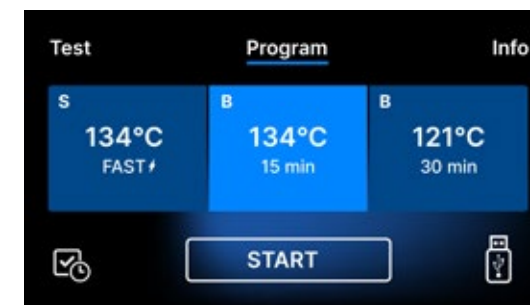 Test Program Info
S B B
134°C 134°C 121°C
FAST 15 min 30 min
START